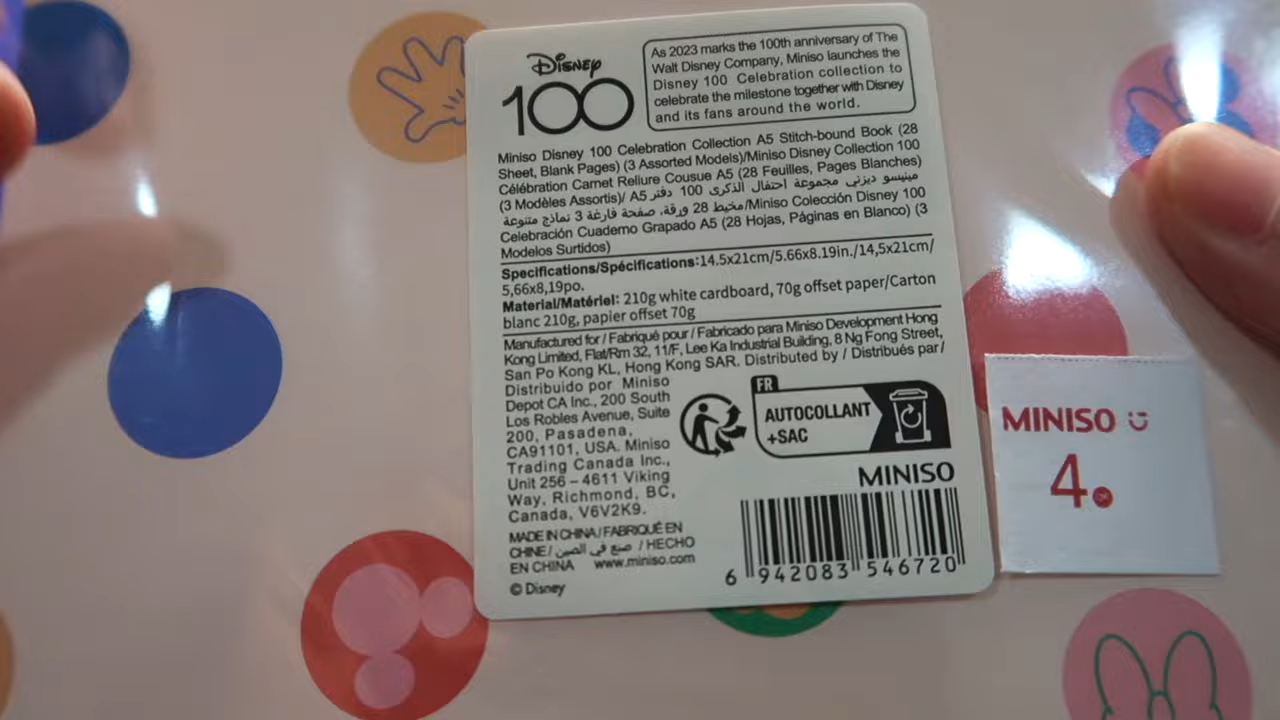 Disney
100
As 2023 marks the 100th anniversary of The
Walt Disney Company, Miniso launches the
Disney 100 Celebration collection to
celebrate the milestone together with Disney
and its fans around the world.
Miniso Disney 100 Celebration Collection A5 Stitch-bound Book (28
Sheet, Blank Pages) (3 Assorted Models)/Miniso Disney Collection 100
Célébration Carnet Reliure Cousue A5 (28 Feuilles, Pages Blanches)
(3 Modèles Assortis)/ A5 مينيسو ديزني مجموعة احتفال الذكرى 100 دفتر
مخيط 28 ورقة، صفحة فارغة 3 نماذج متنوعة/Miniso Colección Disney 100
Celebración Cuaderno Grapado A5 (28 Hojas, Páginas en Blanco) (3
Modelos Surtidos)
Specifications/Spécifications:14.5x21cm/5.66x8.19in./14,5x21cm/
5,66x8,19po.
Material/Matériel: 210g white cardboard, 70g offset paper/Carton
blanc 210g, papier offset 70g
Manufactured for / Fabriqué pour / Fabricado para Miniso Development Hong
Kong Limited, Flat/Rm 32, 11/F, Lee Ka Industrial Building, 8 Ng Fong Street,
San Po Kong KL, Hong Kong SAR. Distributed by / Distribués par/
Distribuido por Miniso
Depot CA Inc., 200 South
Los Robles Avenue, Suite
200, Pasadena,
CA91101, USA. Miniso
Trading Canada Inc.,
Unit 256 – 4611 Viking
Way, Richmond, BC,
Canada, V6V2K9.
MADE IN CHINA / FABRIQUÉ EN
CHINE/ صنع في الصين / HECHO
EN CHINA www.miniso.com
© Disney
FR
AUTOCOLLANT
+SAC
MINISO
6 942083 546720
MINISO
4.